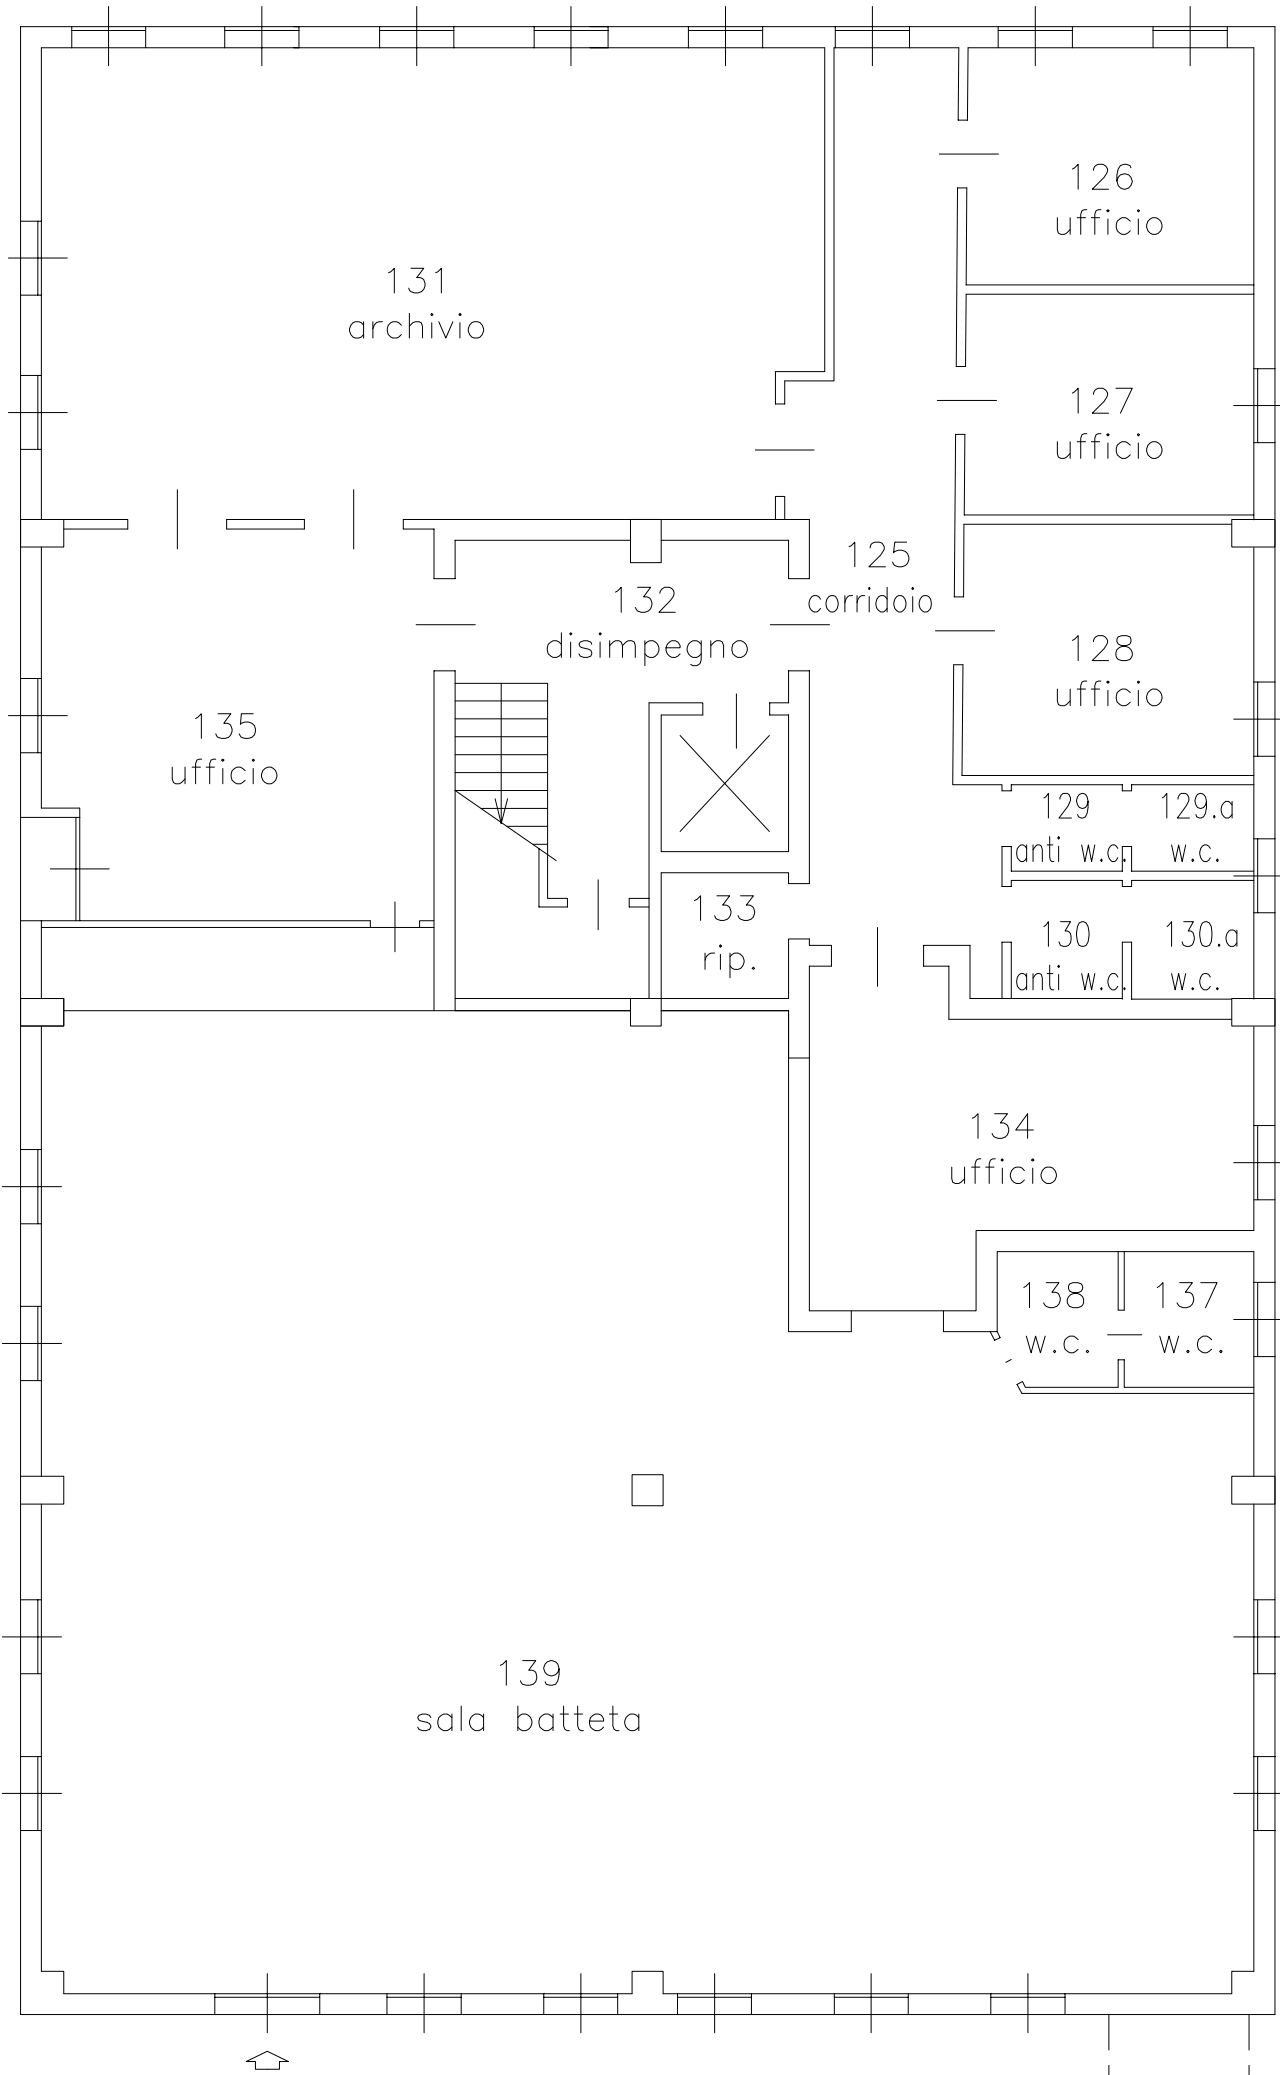 126
ufficio
131
archivio
127
ufficio
125
corridoio
132
disimpegno
128
ufficio
135
ufficio
129
anti w.c.
129.a
w.c.
133
rip.
130
anti w.c.
130.a
w.c.
134
ufficio
138
w.c.
137
w.c.
139
sala batteta